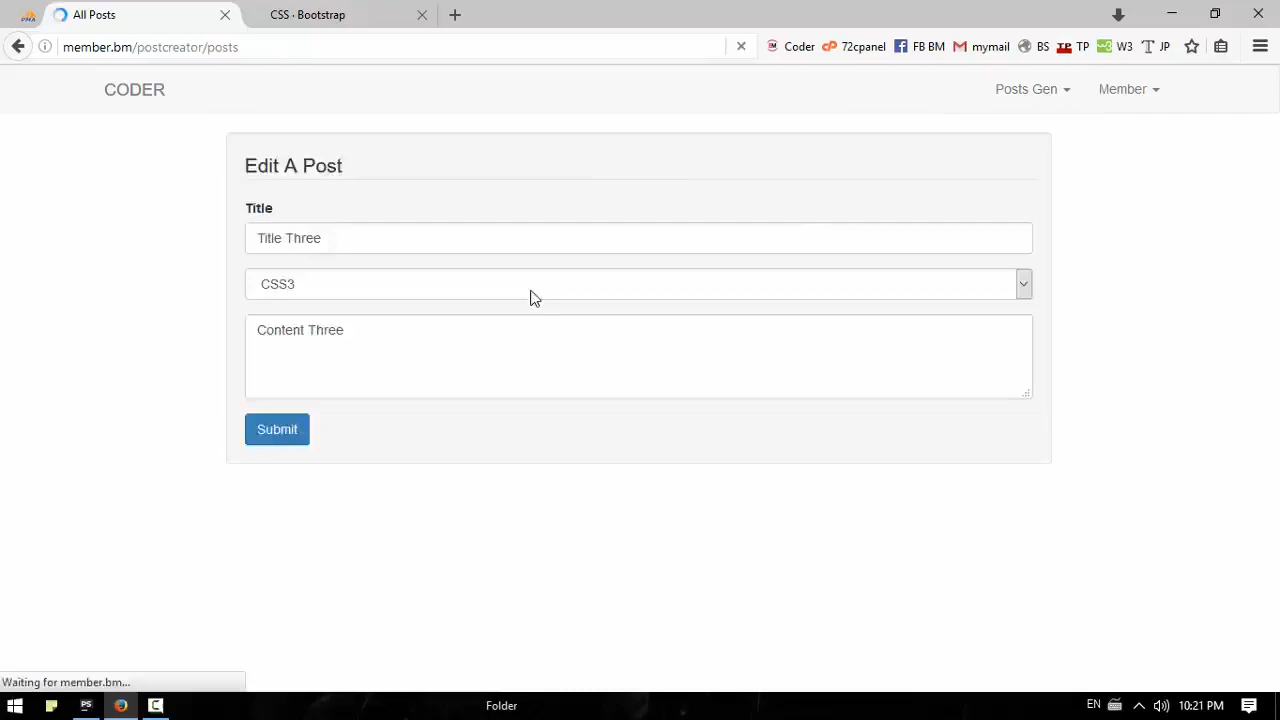 PMA All Posts CSS · Bootstrap
member.bm/postcreator/posts Coder 72cpanel FB BM mymail BS TP W3 JP
CODER Posts Gen Member
Edit A Post
Title
Title Three
CSS3
Content Three
Submit
Waiting for member.bm...
Folder EN 10:21 PM